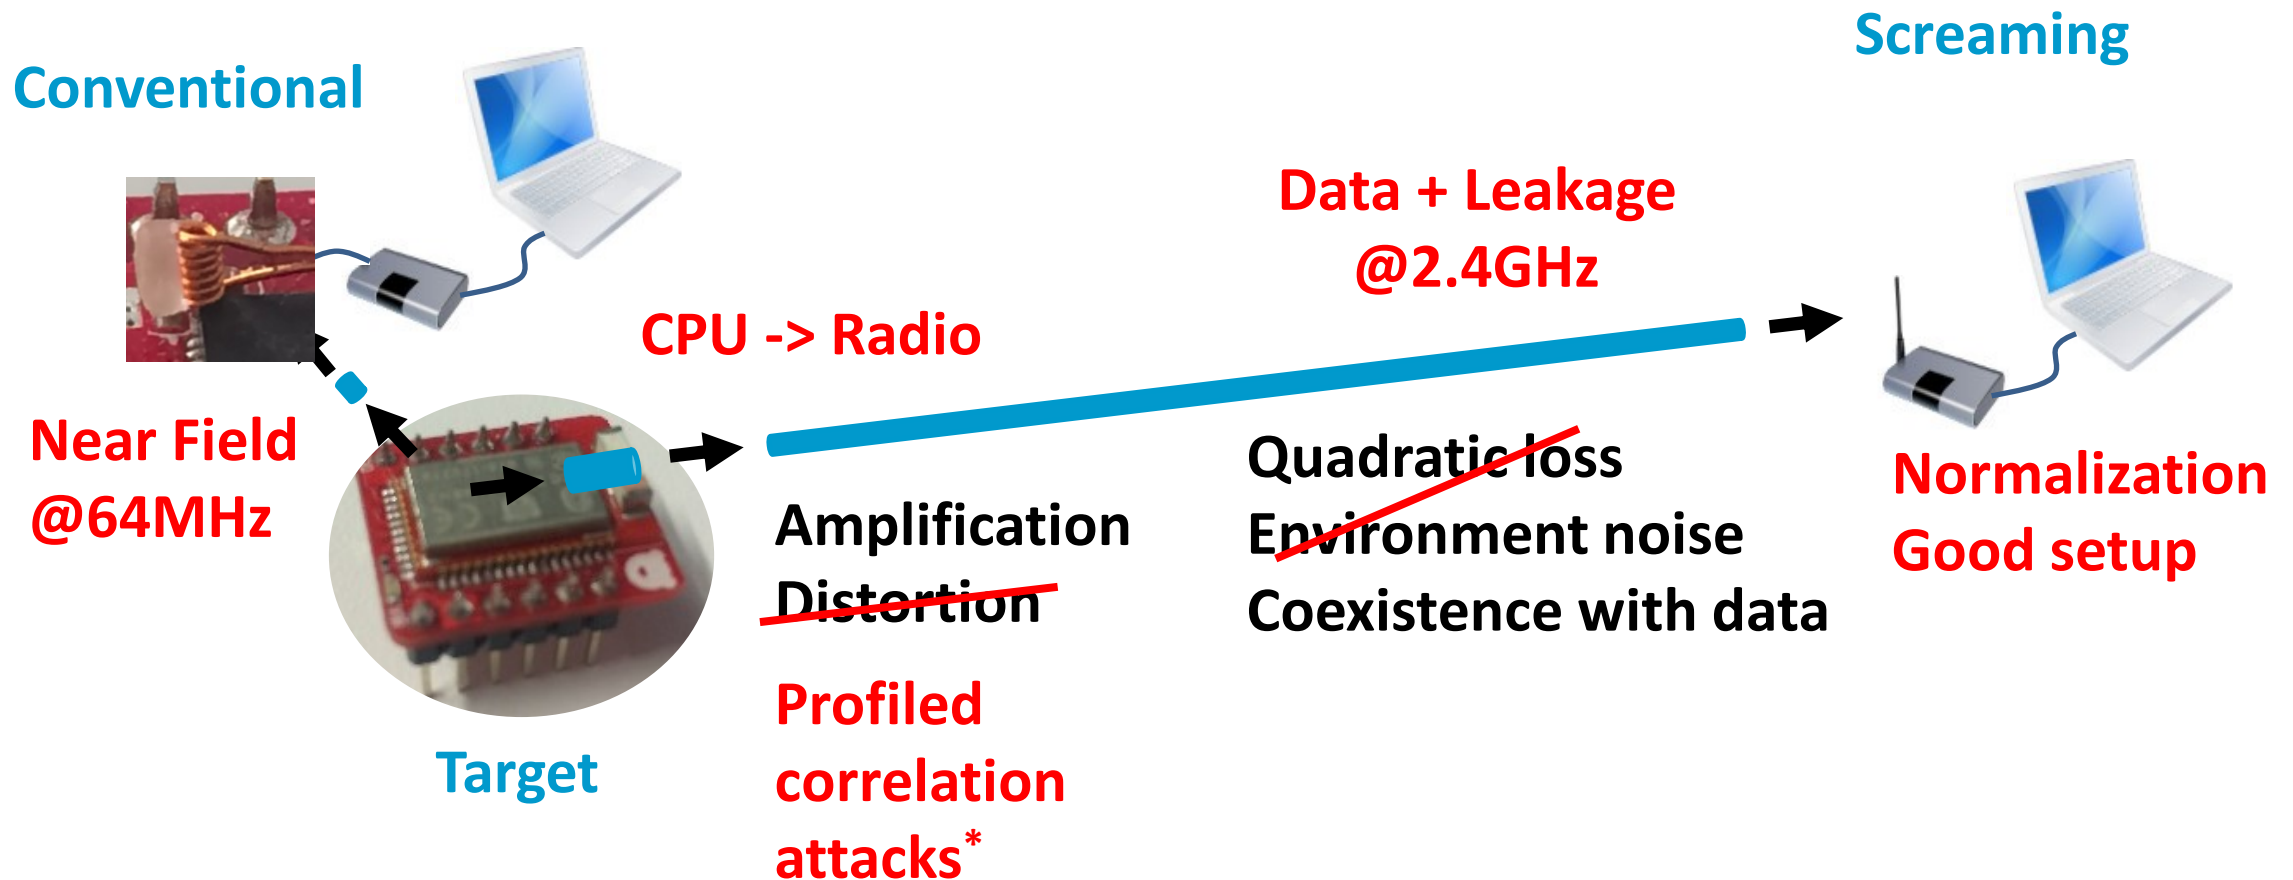 Conventional
Screaming
Near Field
@64MHz
Target
CPU -> Radio
Amplification
Distortion
Profiled
correlation
attacks*
Data + Leakage
@2.4GHz
Quadratic loss
Environment noise
Coexistence with data
Normalization
Good setup